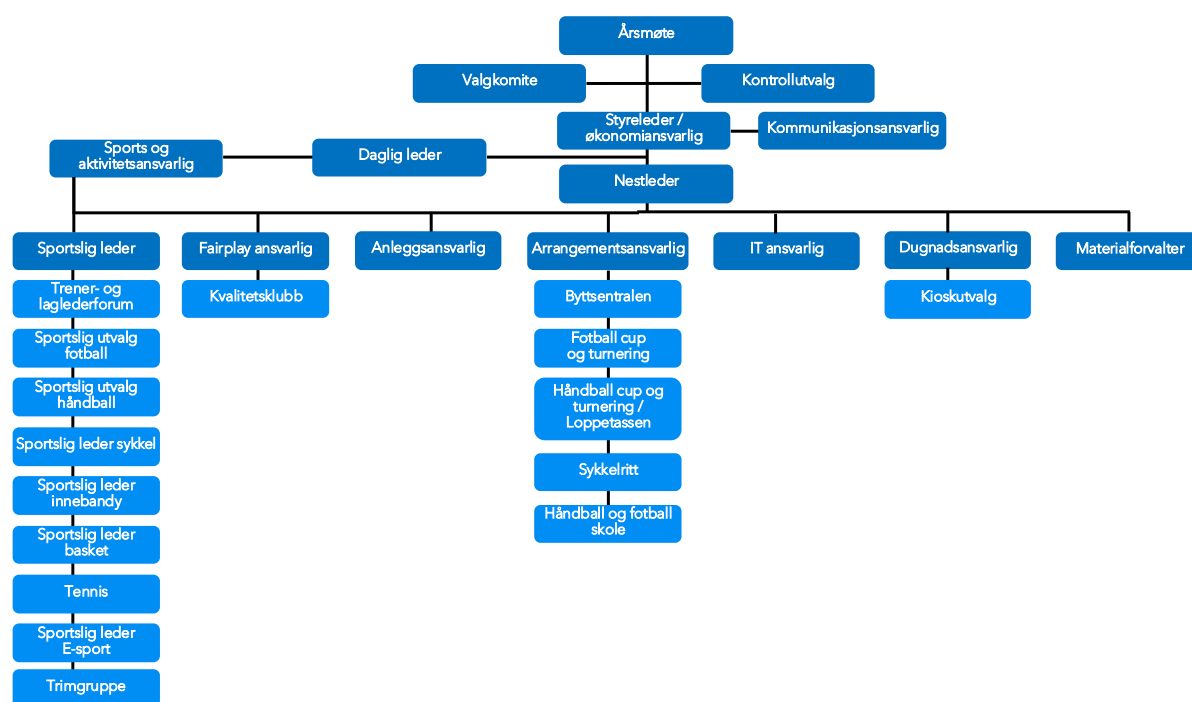 Årsmøte
Valgkomite
Kontrollutvalg
Styreleder /
økonomiansvarlig
Kommunikasjonsansvarlig
Sports og
aktivitetsansvarlig
Daglig leder
Nestleder
Sportslig leder
Fairplay ansvarlig
Anleggsansvarlig
Arrangementsansvarlig
IT ansvarlig
Dugnadsansvarlig
Materialforvalter
Trener- og
laglederforum
Sportslig utvalg
fotball
Sportslig utvalg
håndball
Sportslig leder sykkel
Sportslig leder
innebandy
Sportslig leder
basket
Tennis
Sportslig leder
E-sport
Trimgruppe
Kvalitetsklubb
Byttsentralen
Fotball cup
og turnering
Håndball cup og
turnering /
Loppetassen
Sykkelritt
Håndball og fotball
skole
Kioskutvalg